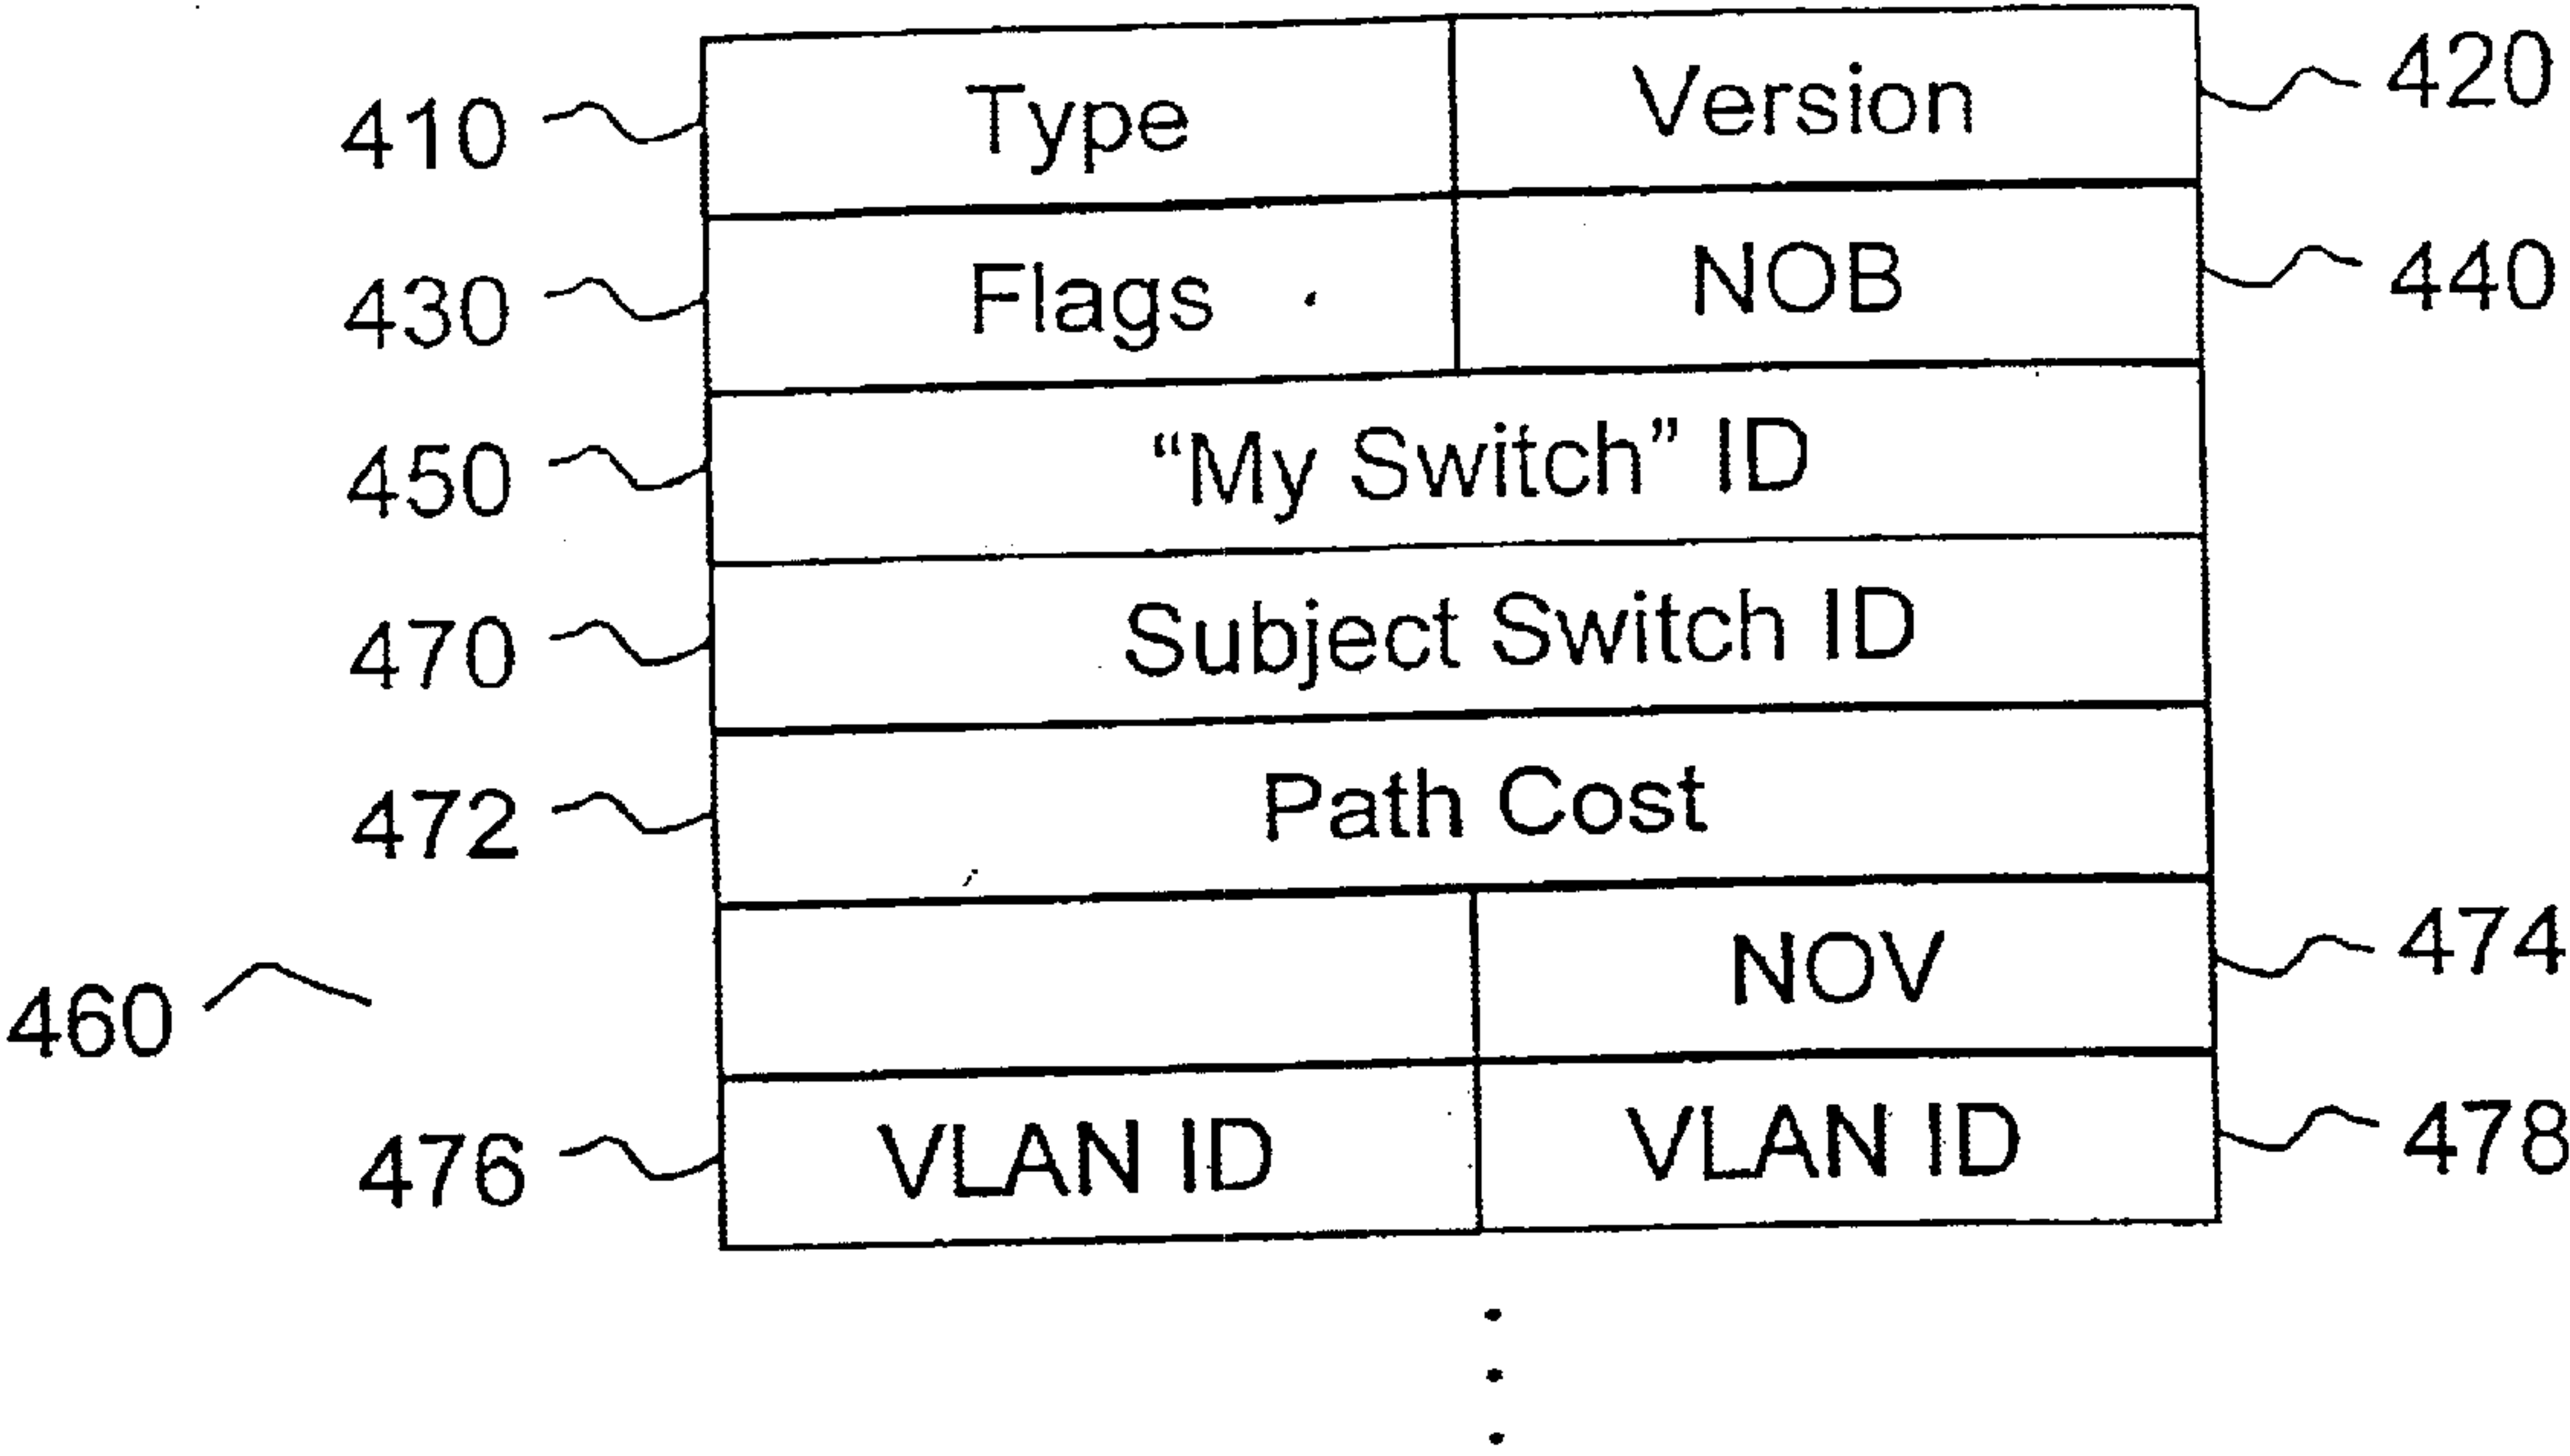 410 Type Version 420
430 Flags NOB 440
450 “My Switch” ID
470 Subject Switch ID
472 Path Cost
NOV 474
460
476 VLAN ID VLAN ID 478